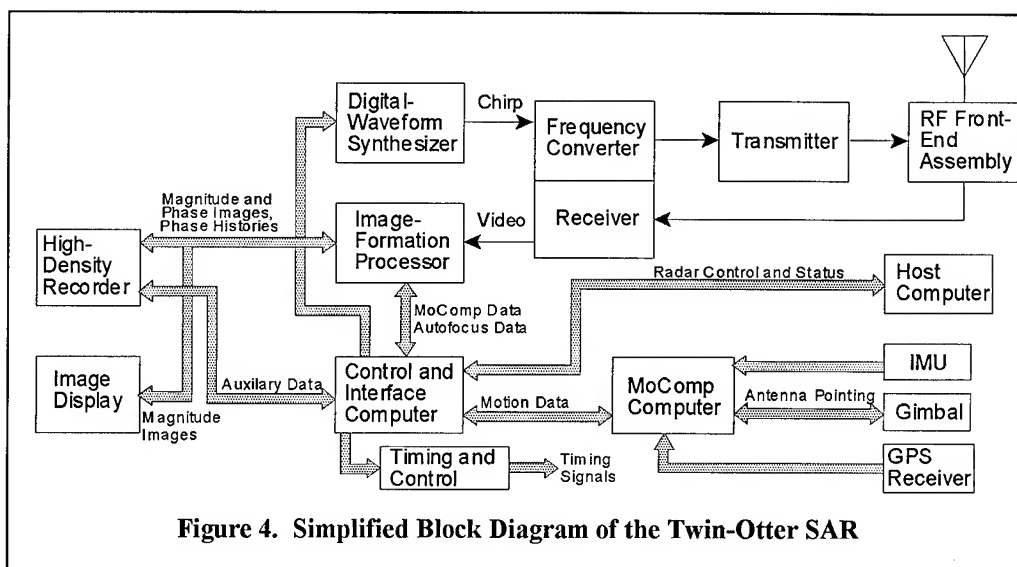 Digital-
Waveform
Synthesizer
Chirp
Frequency
Converter
Transmitter
RF Front-
End
Assembly
Magnitude and
Phase Images,
Phase Histories
High-
Density
Recorder
Image-
Formation
Processor
Video
Receiver
Radar Control and Status
Host
Computer
MoComp Data
Autofocus Data
Image
Display
Auxilary Data
Magnitude
Images
Control and
Interface
Computer
Motion Data
MoComp
Computer
IMU
Antenna Pointing
Gimbal
GPS
Receiver
Timing and
Control
Timing
Signals
Figure 4. Simplified Block Diagram of the Twin-Otter SAR